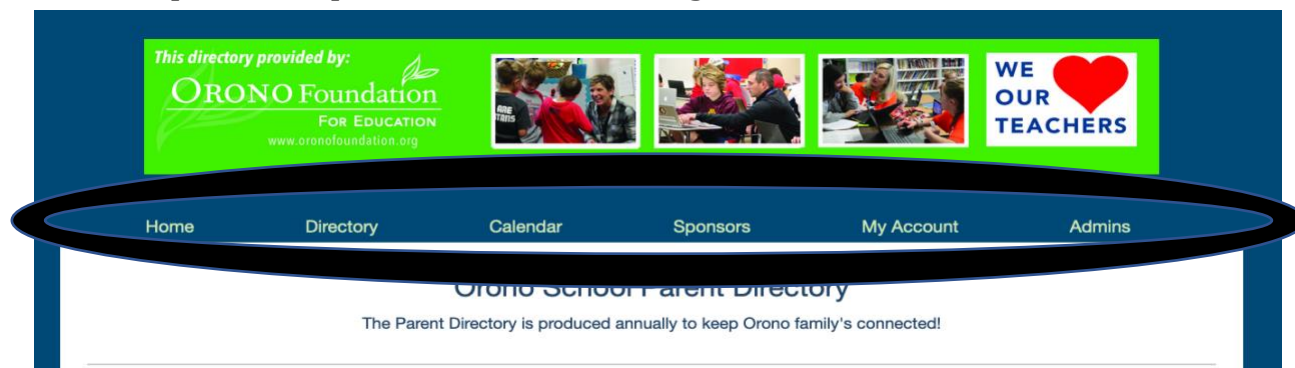 This directory provided by:
ORONO Foundation
FOR EDUCATION
www.oronofoundation.org
WE
OUR
TEACHERS
Home Directory Calendar Sponsors My Account Admins
Orono School Parent Directory
The Parent Directory is produced annually to keep Orono family's connected!